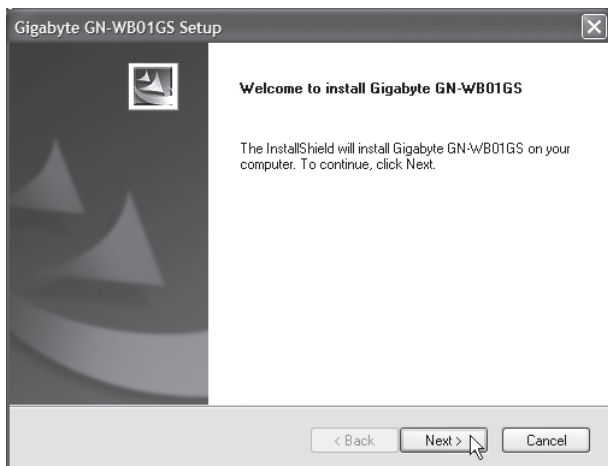 Gigabyte GN-WB01GS Setup
Welcome to install Gigabyte GN-WB01GS
The InstallShield will install Gigabyte GN-WB01GS on your
computer. To continue, click Next.
< Back
Next >
Cancel